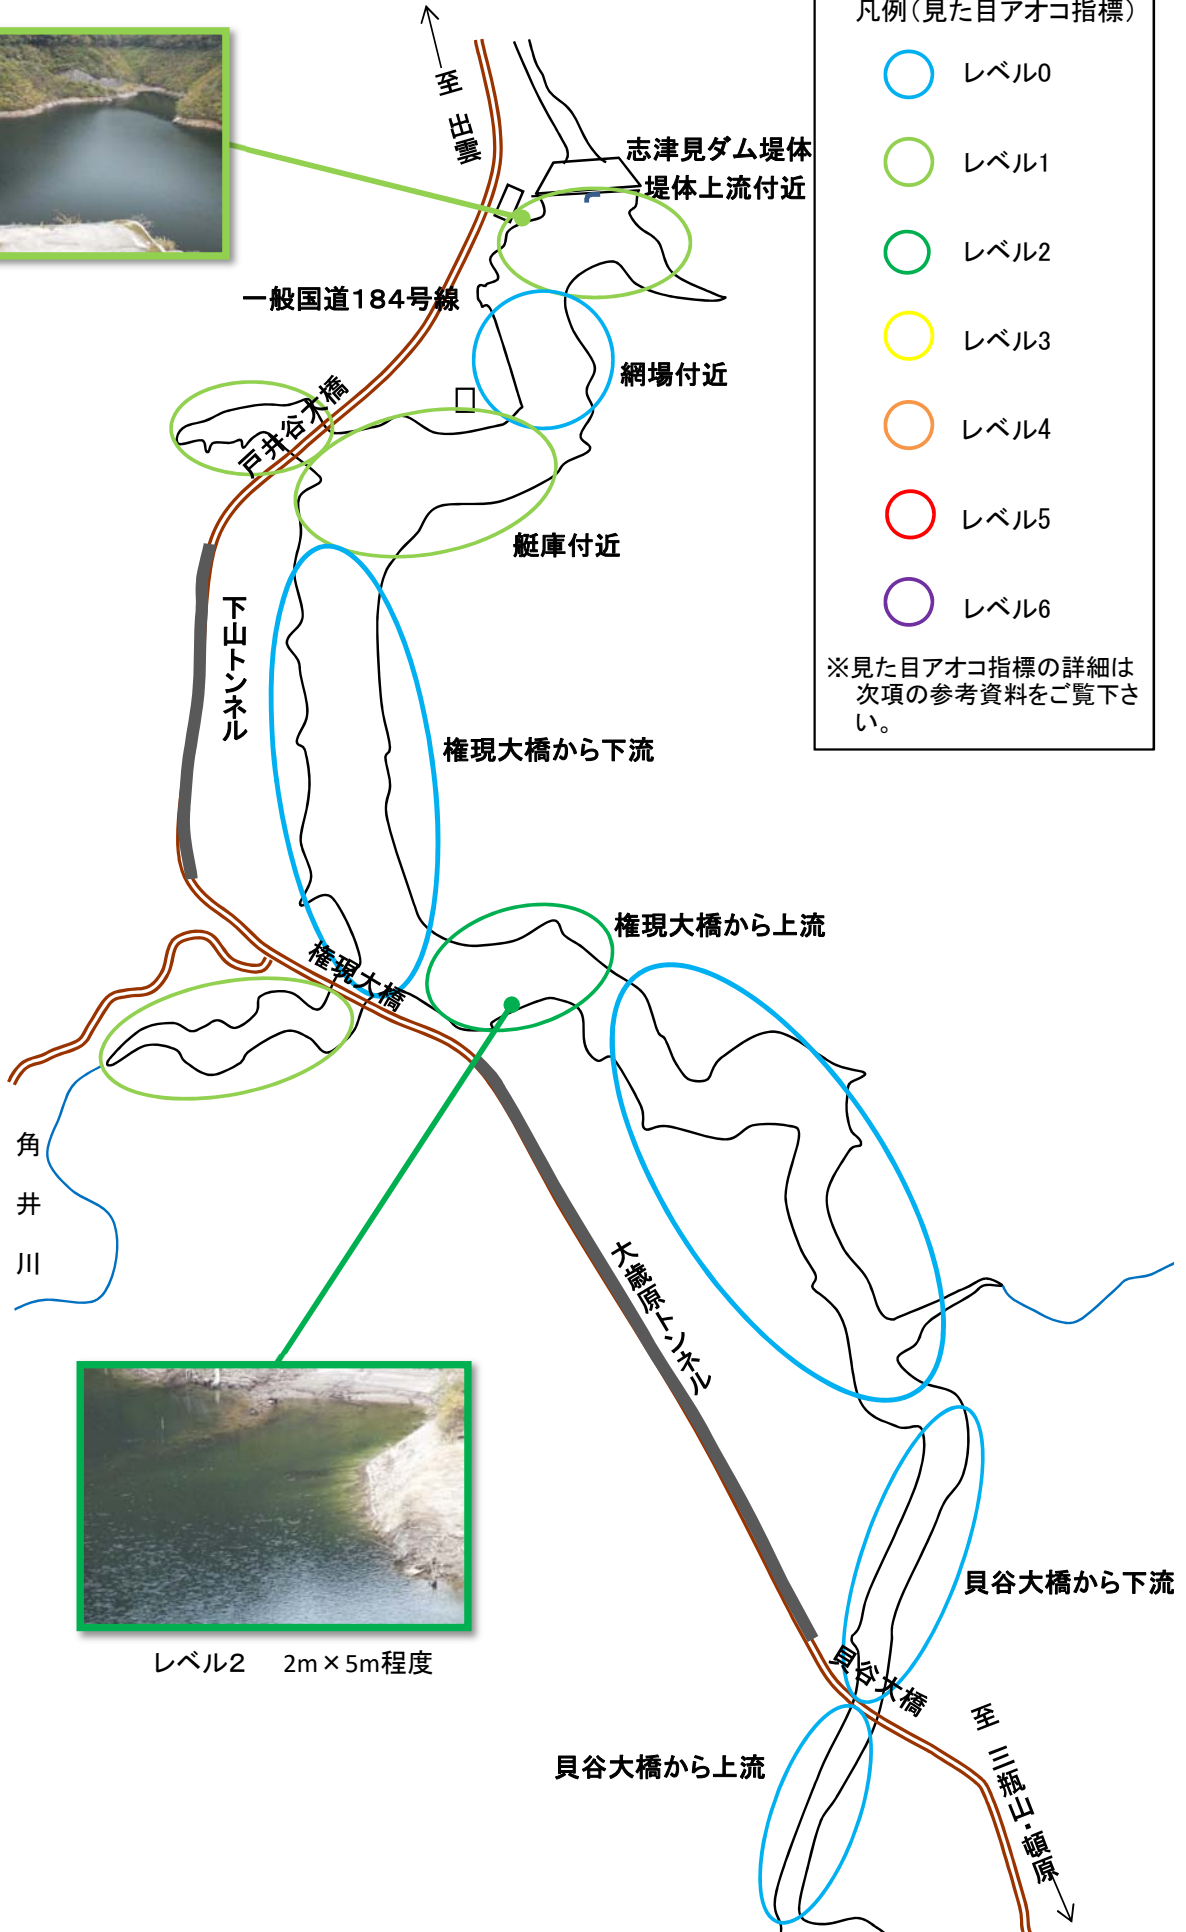 凡例（見た目アオコ指標）
レベル0
レベル1
レベル2
レベル3
レベル4
レベル5
レベル6
※見た目アオコ指標の詳細は
次項の参考資料をご覧下さ
い。
至 出雲
志津見ダム堤体
堤体上流付近
一般国道184号線
網場付近
戸井谷大橋
艇庫付近
下山トンネル
権現大橋から下流
権現大橋から上流
権現大橋
角井川
大歳原トンネル
レベル2 2m×5m程度
貝谷大橋から下流
貝谷大橋
貝谷大橋から上流
至 三瓶山・頓原